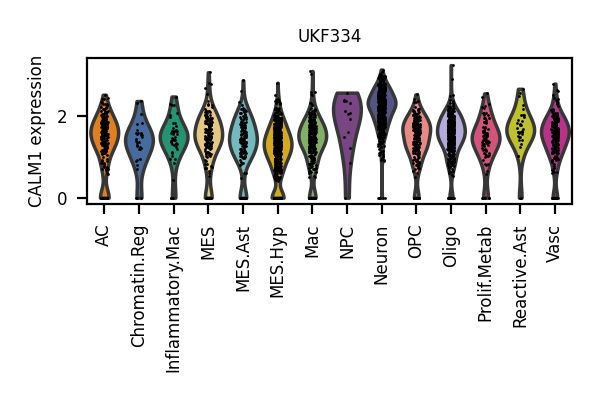 UKF334
CALM1 expression
2
0
AC
Chromatin.Reg
Inflammatory.Mac
MES
MES.Ast
MES.Hyp
Mac
NPC
Neuron
OPC
Oligo
Prolif.Metab
Reactive.Ast
Vasc